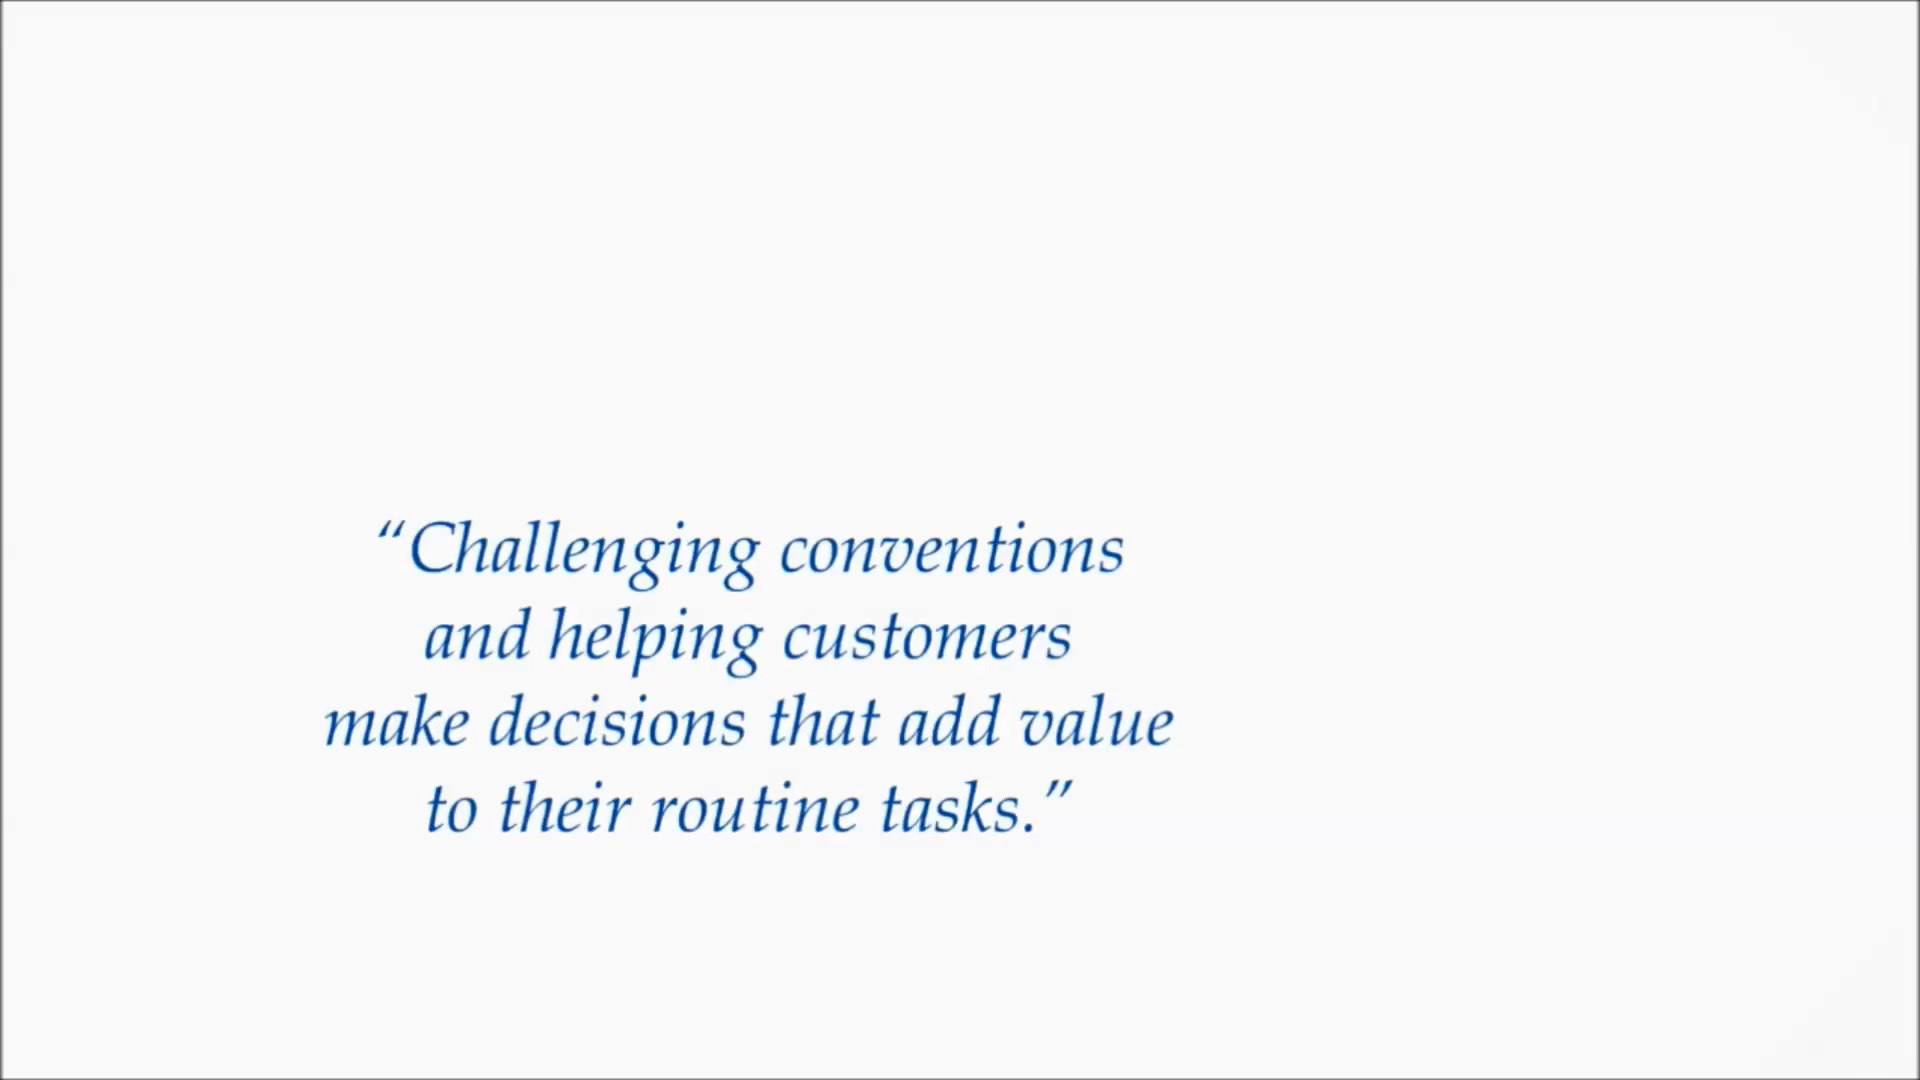 “Challenging conventions
and helping customers
make decisions that add value
to their routine tasks.”